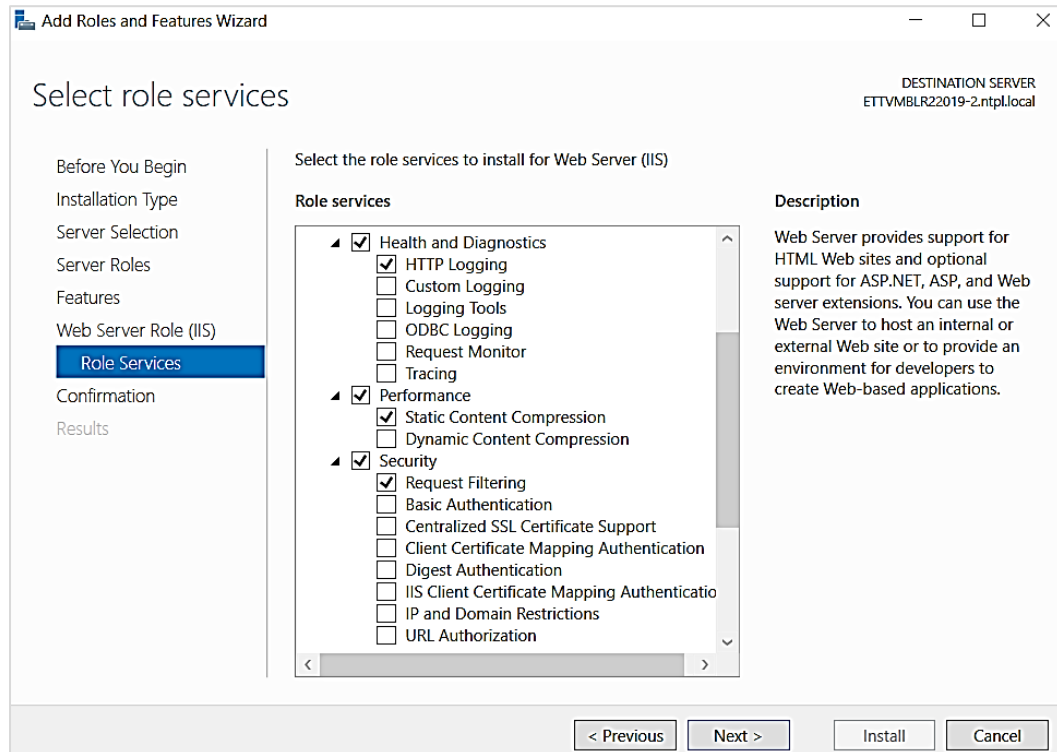 Add Roles and Features Wizard
Select role services
DESTINATION SERVER
ETTVMBLR22019-2.ntpl.local
Before You Begin
Installation Type
Server Selection
Server Roles
Features
Web Server Role (IIS)
Role Services
Confirmation
Results
Select the role services to install for Web Server (IIS)
Role services
Health and Diagnostics
HTTP Logging
Custom Logging
Logging Tools
ODBC Logging
Request Monitor
Tracing
Performance
Static Content Compression
Dynamic Content Compression
Security
Request Filtering
Basic Authentication
Centralized SSL Certificate Support
Client Certificate Mapping Authentication
Digest Authentication
IIS Client Certificate Mapping Authenticatio
IP and Domain Restrictions
URL Authorization
Description
Web Server provides support for
HTML Web sites and optional
support for ASP.NET, ASP, and Web
server extensions. You can use the
Web Server to host an internal or
external Web site or to provide an
environment for developers to
create Web-based applications.
< Previous
Next >
Install
Cancel